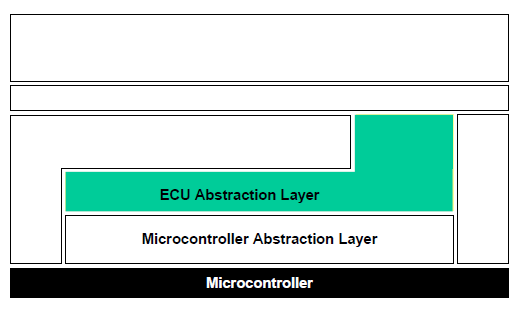 ECU Abstraction Layer
Microcontroller Abstraction Layer
Microcontroller